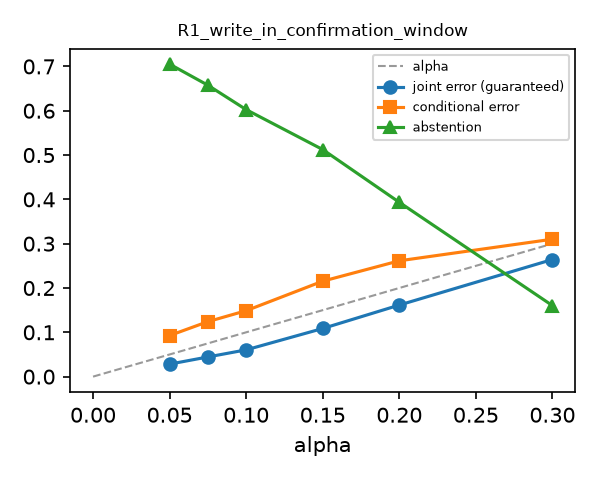 R1_write_in_confirmation_window
alpha
joint error (guaranteed)
conditional error
abstention
0.7
0.6
0.5
0.4
0.3
0.2
0.1
0.0
0.00 0.05 0.10 0.15 0.20 0.25 0.30
alpha